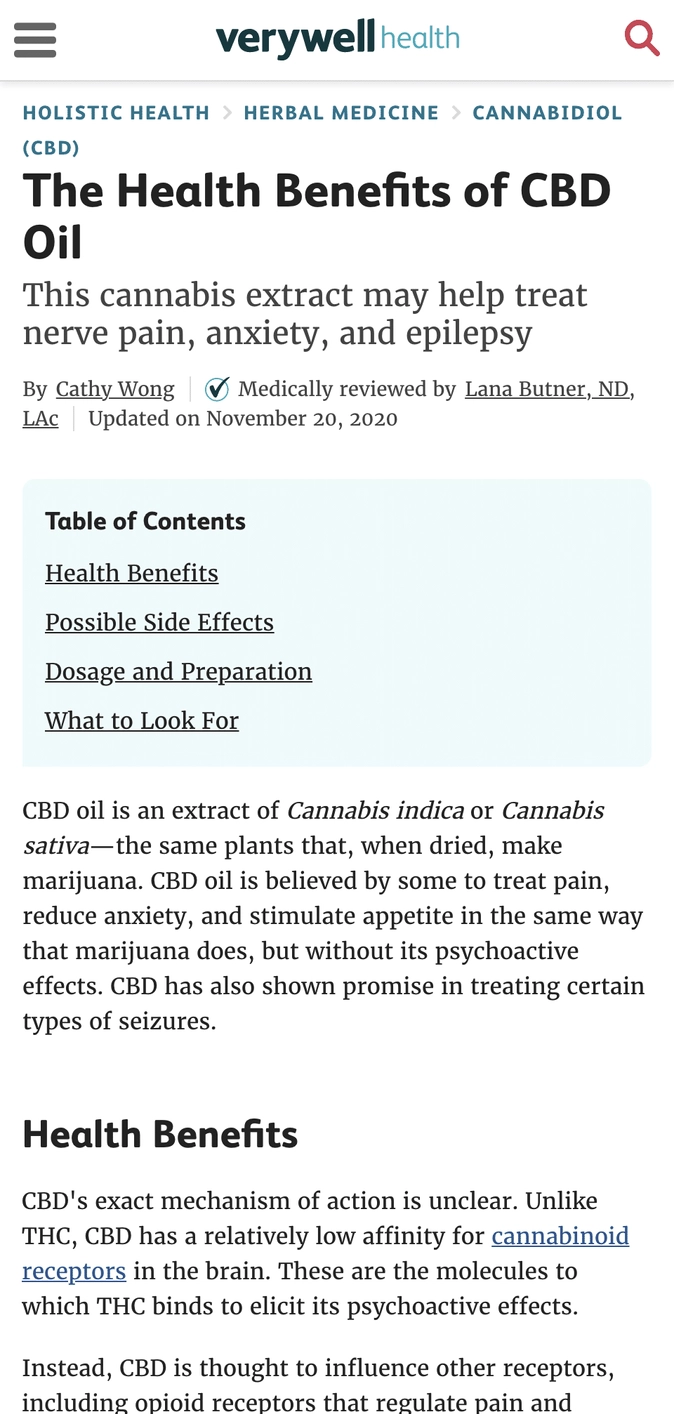 verywell health
HOLISTIC HEALTH > HERBAL MEDICINE > CANNABIDIOL
(CBD)
The Health Benefits of CBD
Oil
This cannabis extract may help treat
nerve pain, anxiety, and epilepsy
By Cathy Wong | Medically reviewed by Lana Butner, ND,
LAc | Updated on November 20, 2020
Table of Contents
Health Benefits
Possible Side Effects
Dosage and Preparation
What to Look For
CBD oil is an extract of Cannabis indica or Cannabis
sativa—the same plants that, when dried, make
marijuana. CBD oil is believed by some to treat pain,
reduce anxiety, and stimulate appetite in the same way
that marijuana does, but without its psychoactive
effects. CBD has also shown promise in treating certain
types of seizures.
Health Benefits
CBD's exact mechanism of action is unclear. Unlike
THC, CBD has a relatively low affinity for cannabinoid
receptors in the brain. These are the molecules to
which THC binds to elicit its psychoactive effects.
Instead, CBD is thought to influence other receptors,
including opioid receptors that regulate pain and